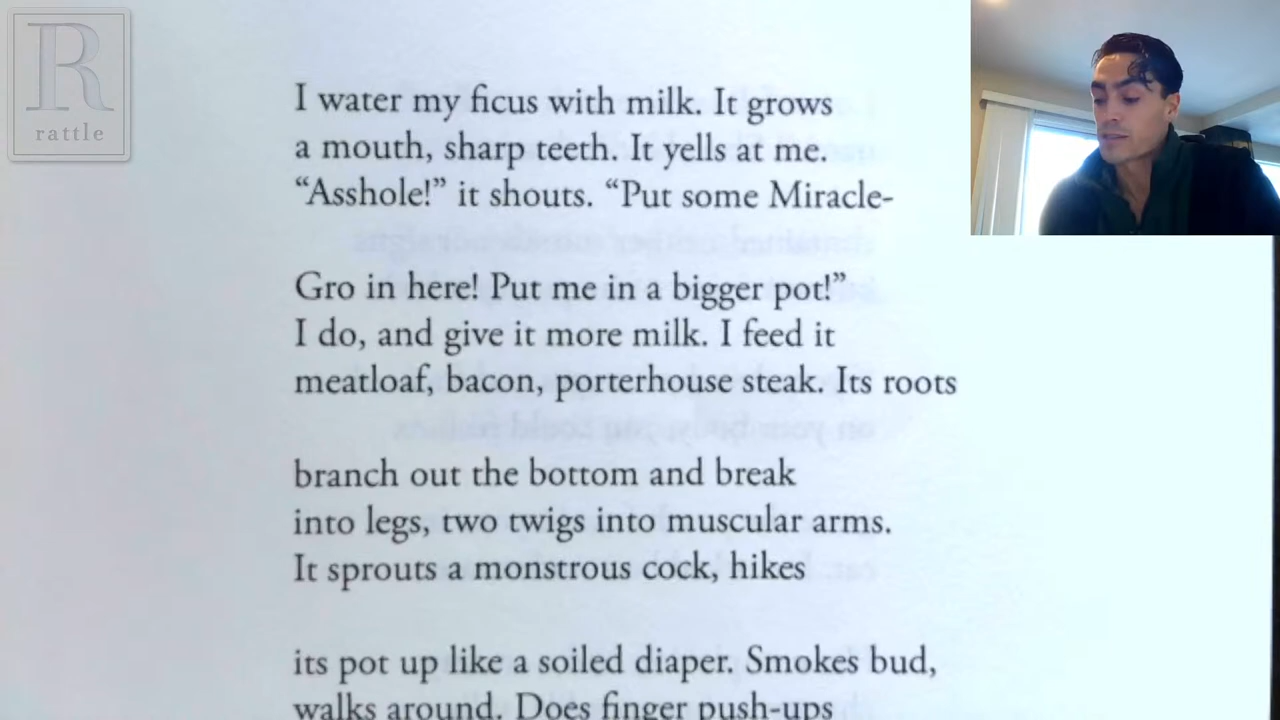 R
rattle
I water my ficus with milk. It grows
a mouth, sharp teeth. It yells at me.
“Asshole!” it shouts. “Put some Miracle-
Gro in here! Put me in a bigger pot!”
I do, and give it more milk. I feed it
meatloaf, bacon, porterhouse steak. Its roots
branch out the bottom and break
into legs, two twigs into muscular arms.
It sprouts a monstrous cock, hikes
its pot up like a soiled diaper. Smokes bud,
walks around. Does finger push-ups